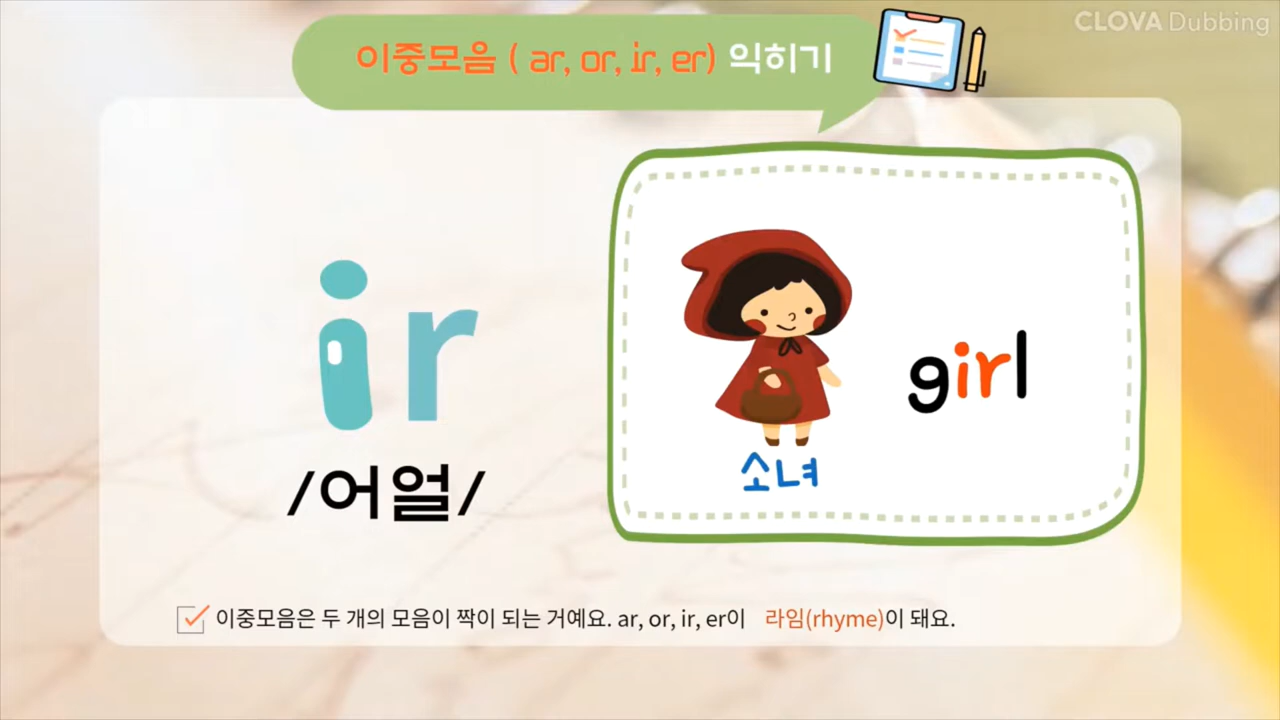 CLOVA Dubbing
이중모음 ( ar, or, ir, er) 익히기
ir
/어얼/
girl
소녀
이중모음은 두 개의 모음이 짝이 되는 거예요. ar, or, ir, er이 라임(rhyme)이 돼요.